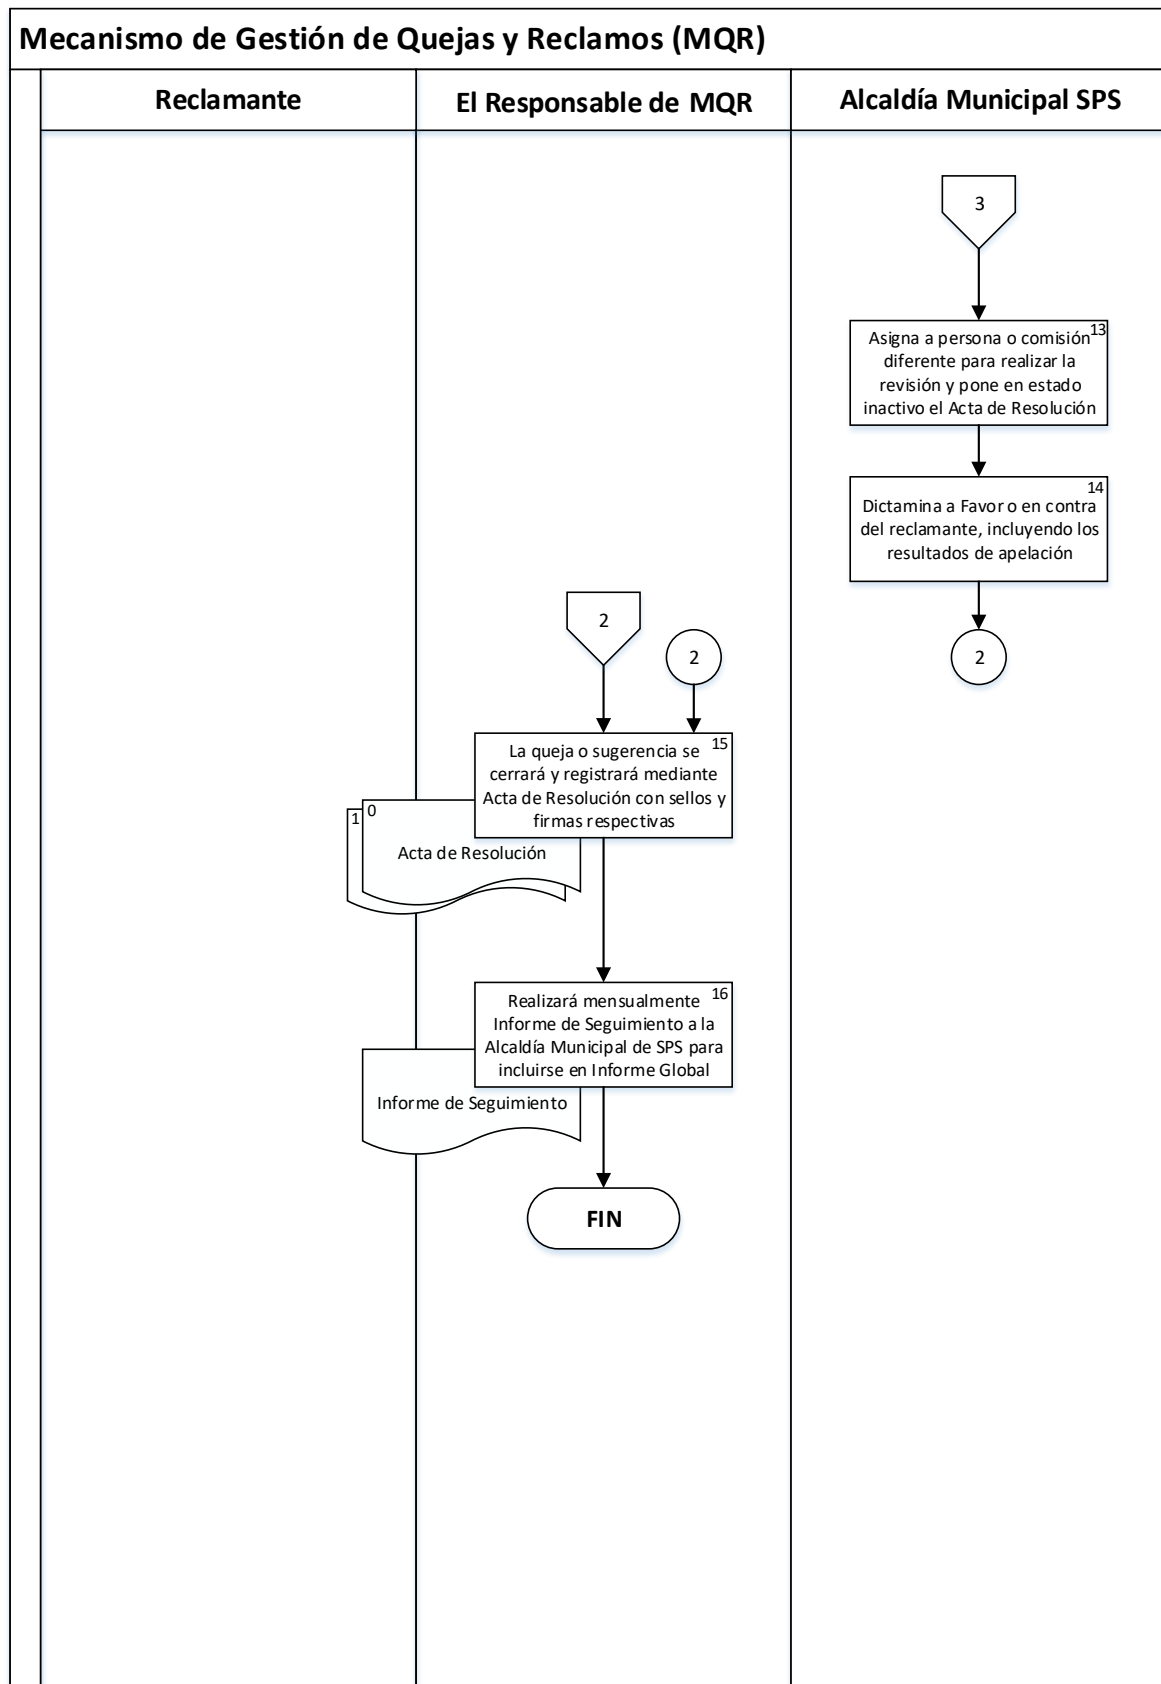 Mecanismo de Gestión de Quejas y Reclamos (MQR)
Reclamante
El Responsable de MQR
Alcaldía Municipal SPS
3
13
Asigna a persona o comisión
diferente para realizar la
revisión y pone en estado
inactivo el Acta de Resolución
14
Dictamina a Favor o en contra
del reclamante, incluyendo los
resultados de apelación
2
2
2
15
La queja o sugerencia se
cerrará y registrará mediante
Acta de Resolución con sellos y
firmas respectivas
1
0
Acta de Resolución
16
Realizará mensualmente
Informe de Seguimiento a la
Alcaldía Municipal de SPS para
incluirse en Informe Global
Informe de Seguimiento
FIN